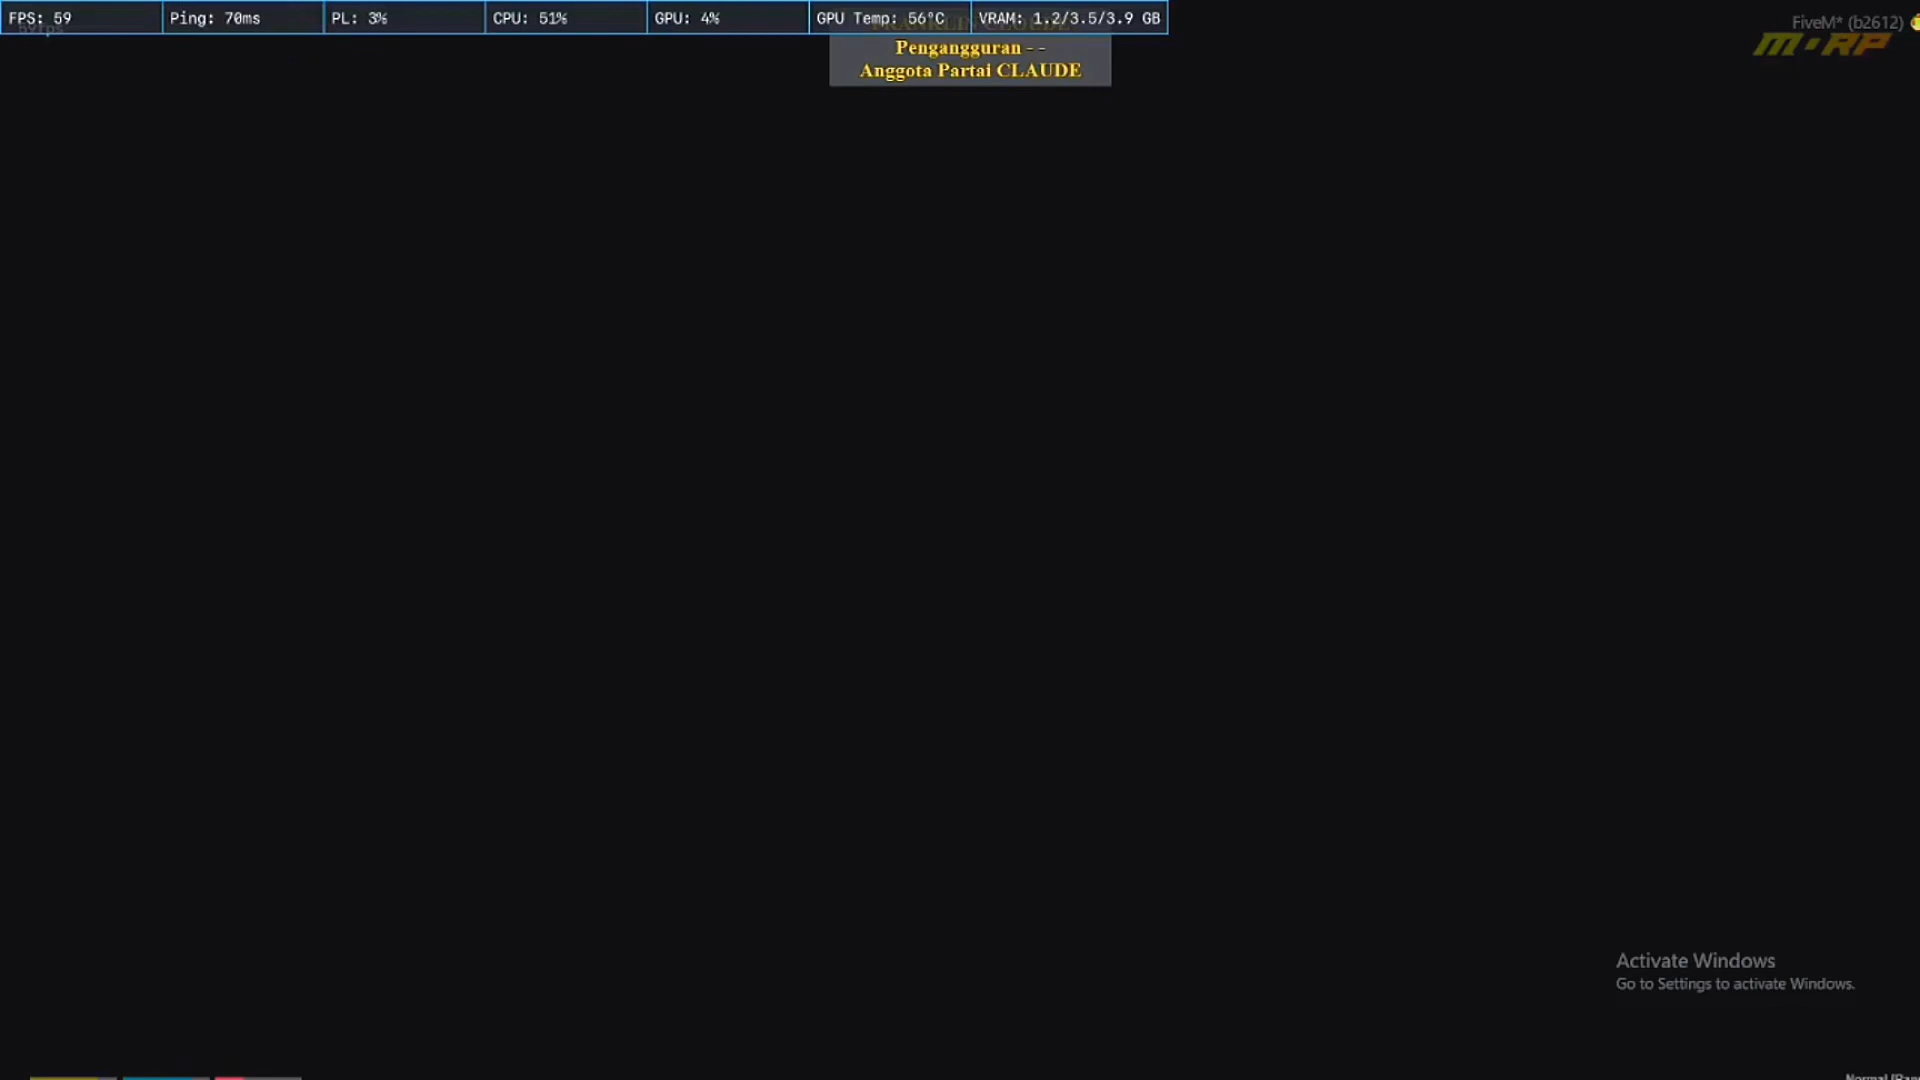 FPS: 59
Ping: 70ms
PL: 3%
CPU: 51%
GPU: 4%
GPU Temp: 56°C
VRAM: 1.2/3.5/3.9 GB
FiveM* (b2612)
M·RP
Pengangguran - -
Anggota Partai CLAUDE
Activate Windows
Go to Settings to activate Windows.